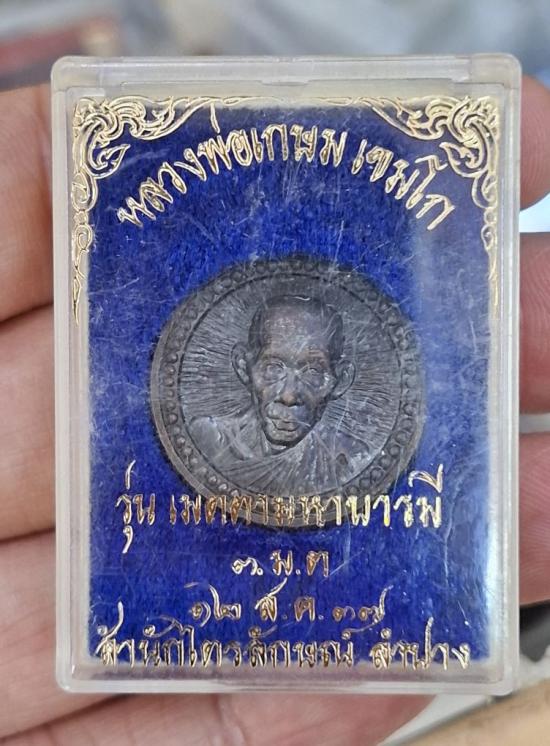 หลวงพ่อเกษม เขมโก
รุ่น เมตตามหาบารมี
๓.ม.ต
๑๒ ส.ค. ๓๗
สำนักไตรลักษณ์ ลำปาง